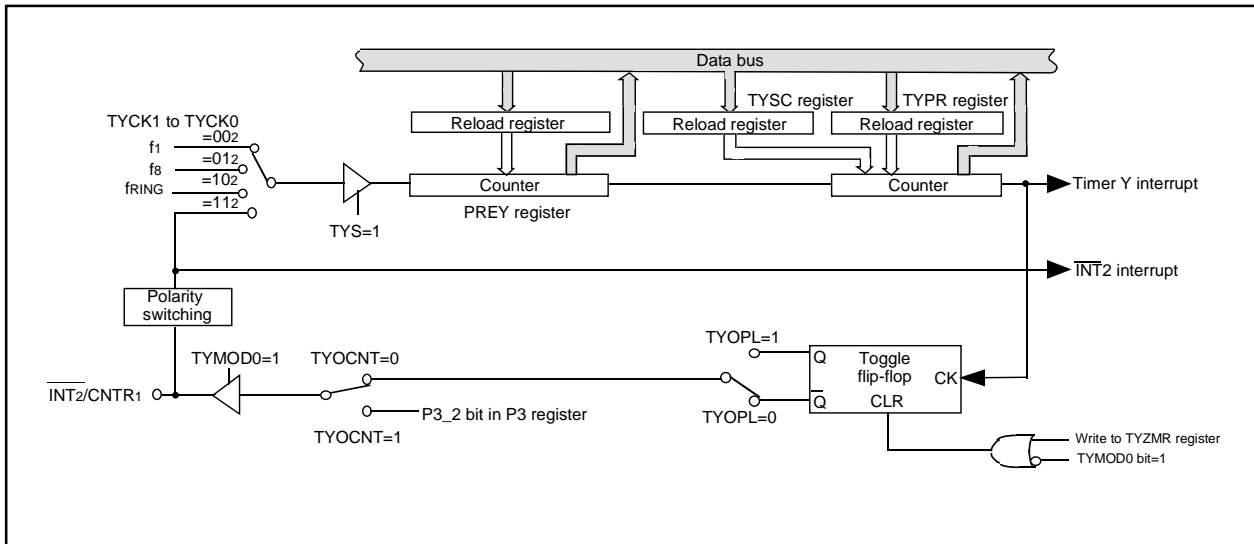 Data bus
TYSC register
TYPR register
TYCK1 to TYCK0
Reload register
Reload register
Reload register
=002
f1
=012
f8
=102
fRING
=112
Counter
Counter
Timer Y interrupt
PREY register
TYS=1
INT2 interrupt
Polarity
switching
TYMOD0=1
TYOCNT=0
TYOPL=1
Q
Toggle
flip-flop
CK
INT2/CNTR1
P3_2 bit in P3 register
TYOCNT=1
TYOPL=0
Q
CLR
Write to TYZMR register
TYMOD0 bit=1